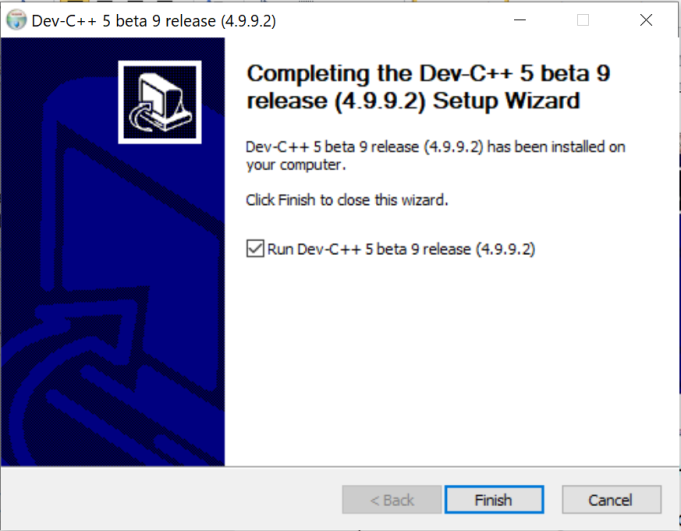 Dev-C++ 5 beta 9 release (4.9.9.2)
Completing the Dev-C++ 5 beta 9
release (4.9.9.2) Setup Wizard
Dev-C++ 5 beta 9 release (4.9.9.2) has been installed on
your computer.
Click Finish to close this wizard.
Run Dev-C++ 5 beta 9 release (4.9.9.2)
< Back
Finish
Cancel